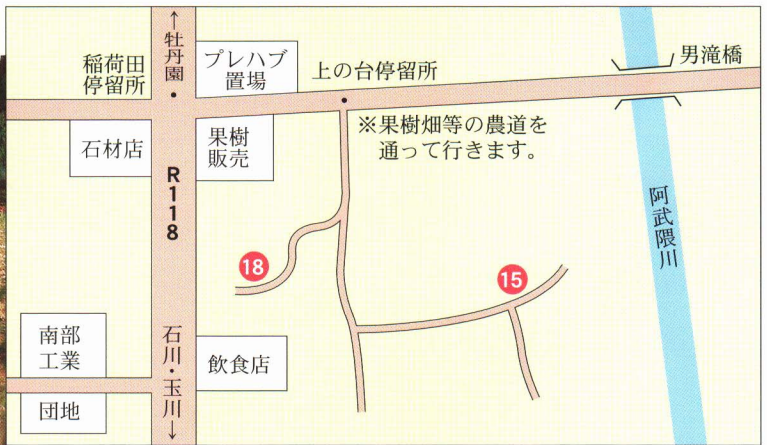 ↑牡丹園
稲荷田
停留所
プレハブ
置場
上の台停留所
男滝橋
石材店
果樹
販売
※果樹畑等の農道を
通って行きます。
R118
阿武隈川
18
15
南部
工業
団地
石川・玉川↓
飲食店